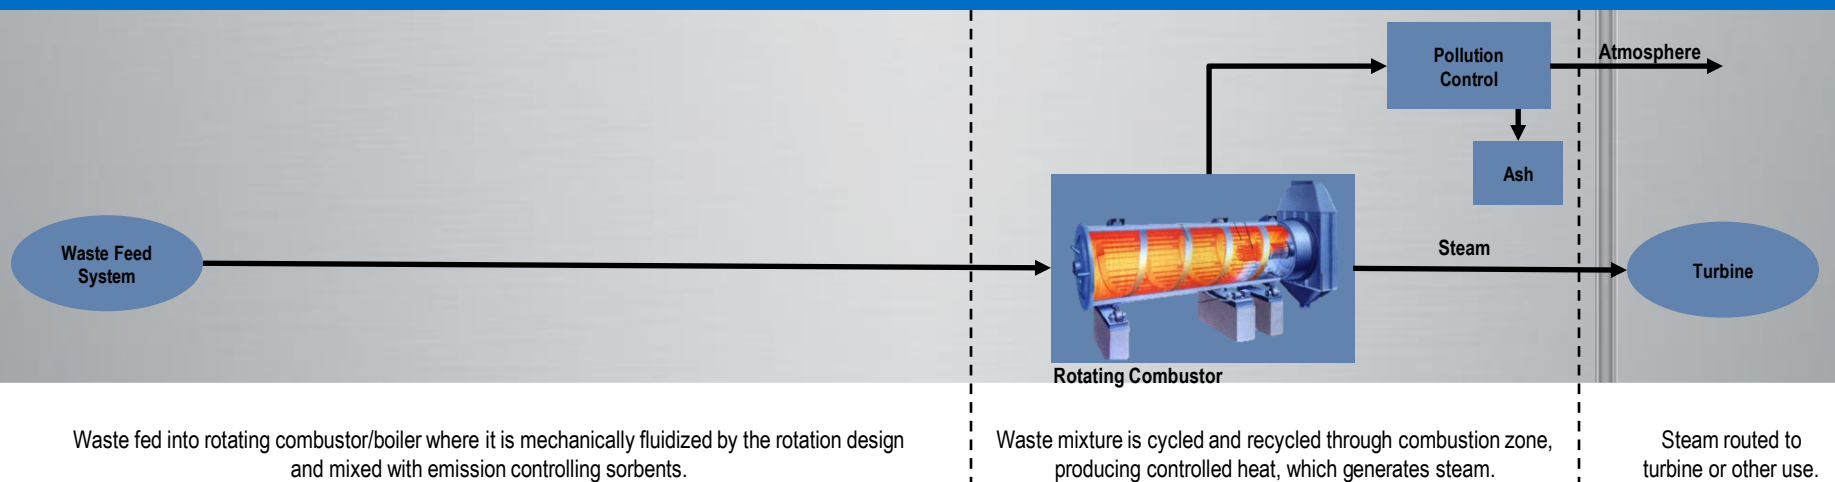 Pollution
Control
Atmosphere
Ash
Waste Feed
System
Steam
Turbine
Rotating Combustor
Waste fed into rotating combustor/boiler where it is mechanically fluidized by the rotation design
and mixed with emission controlling sorbents.
Waste mixture is cycled and recycled through combustion zone,
producing controlled heat, which generates steam.
Steam routed to
turbine or other use.